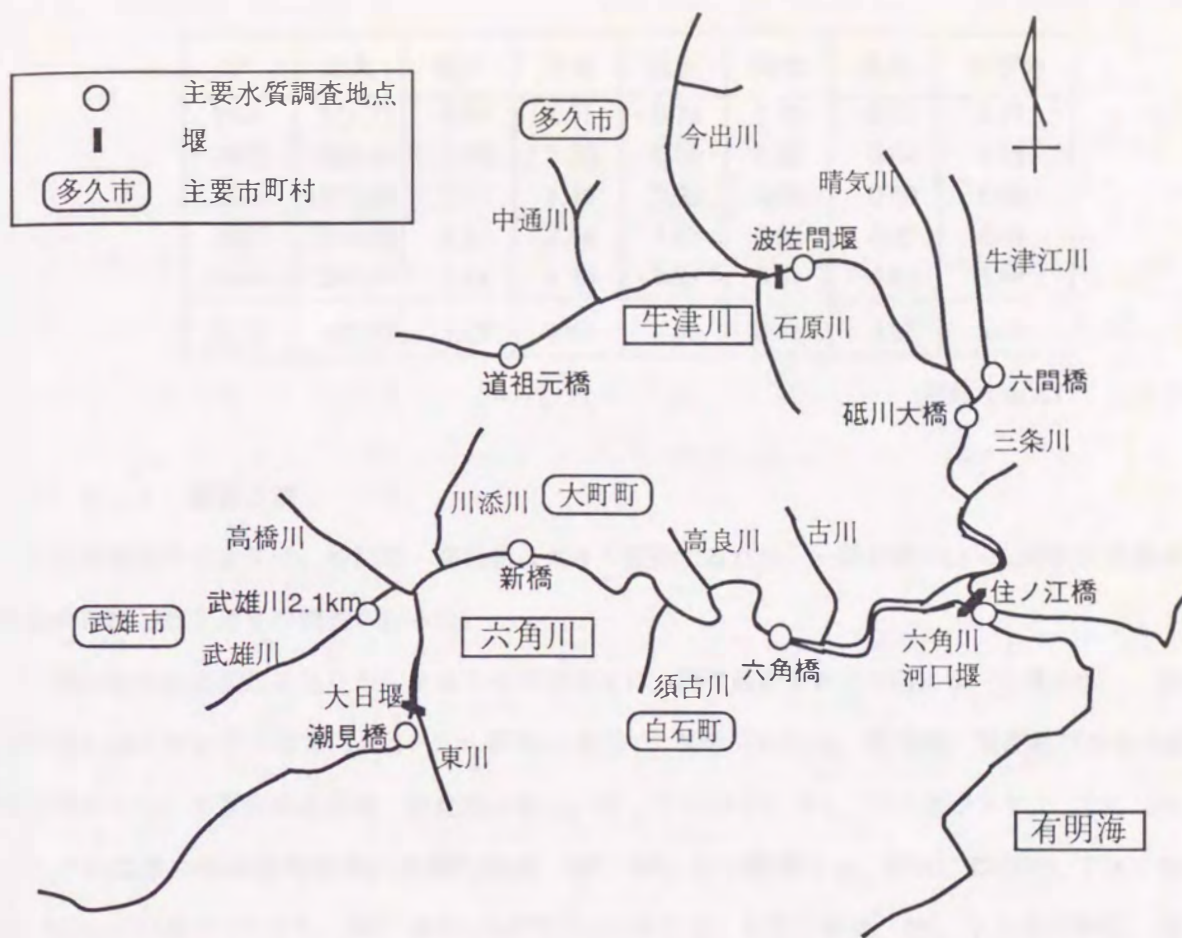 主要水質調査地点
堰
多久市 主要市町村
多久市
今出川
晴気川
中通川
波佐間堰
牛津江川
牛津川
石原川
道祖元橋
六間橋
砥川大橋
三条川
川添川
大町町
高橋川
高良川
古川
新橋
武雄川2.1km
住ノ江橋
武雄市
六角川
武雄川
六角橋
六角川
河口堰
大日堰
須古川
潮見橋
白石町
東川
有明海